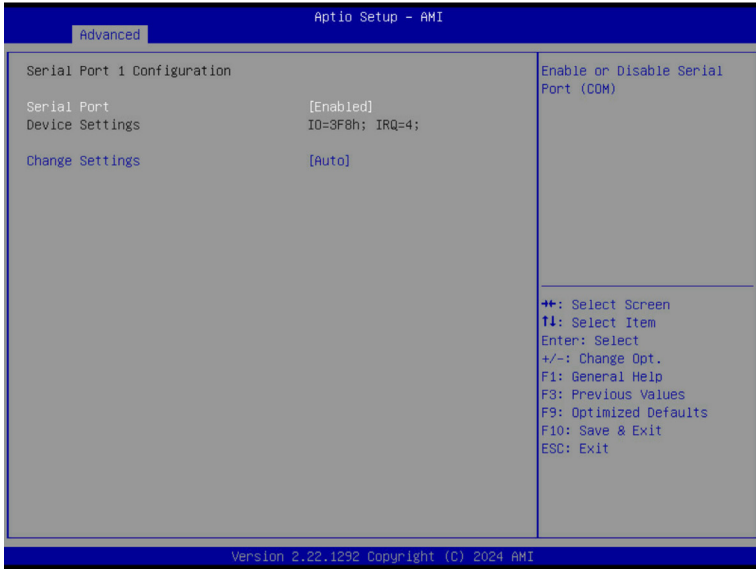 Aptio Setup – AMI
Advanced
Serial Port 1 Configuration
Serial Port [Enabled]
Device Settings IO=3F8h; IRQ=4;
Change Settings [Auto]
Enable or Disable Serial
Port (COM)
→←: Select Screen
↑↓: Select Item
Enter: Select
+/-: Change Opt.
F1: General Help
F3: Previous Values
F9: Optimized Defaults
F10: Save & Exit
ESC: Exit
Version 2.22.1292 Copyright (C) 2024 AMI